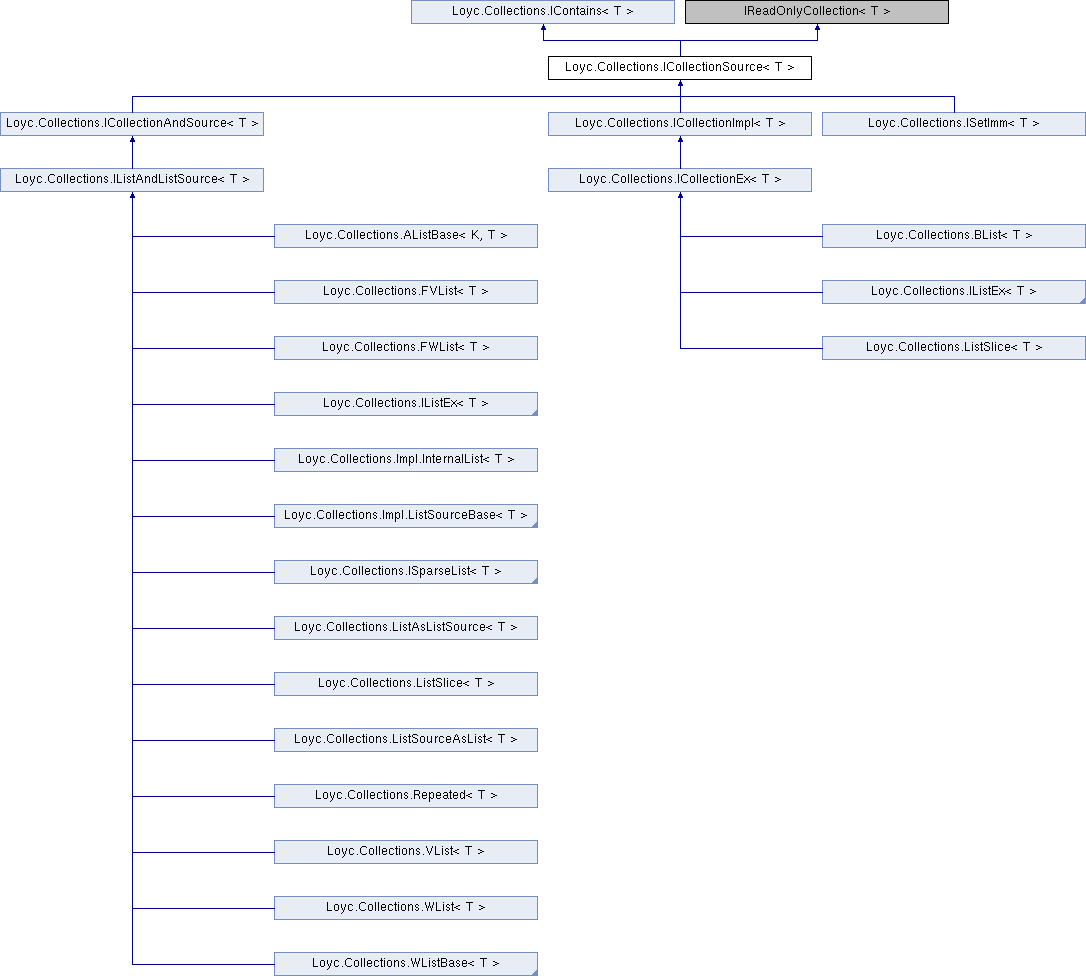 Loyc.Collections.IContains< T >
IReadOnlyCollection< T >
Loyc.Collections.ICollectionSource< T >
Loyc.Collections.ICollectionAndSource< T >
Loyc.Collections.ICollectionImpl< T >
Loyc.Collections.ISetImm< T >
Loyc.Collections.IListAndListSource< T >
Loyc.Collections.ICollectionEx< T >
Loyc.Collections.AListBase< K, T >
Loyc.Collections.BList< T >
Loyc.Collections.FVList< T >
Loyc.Collections.IListEx< T >
Loyc.Collections.FWList< T >
Loyc.Collections.ListSlice< T >
Loyc.Collections.IListEx< T >
Loyc.Collections.Impl.InternalList< T >
Loyc.Collections.Impl.ListSourceBase< T >
Loyc.Collections.ISparseList< T >
Loyc.Collections.ListAsListSource< T >
Loyc.Collections.ListSlice< T >
Loyc.Collections.ListSourceAsList< T >
Loyc.Collections.Repeated< T >
Loyc.Collections.VList< T >
Loyc.Collections.WList< T >
Loyc.Collections.WListBase< T >